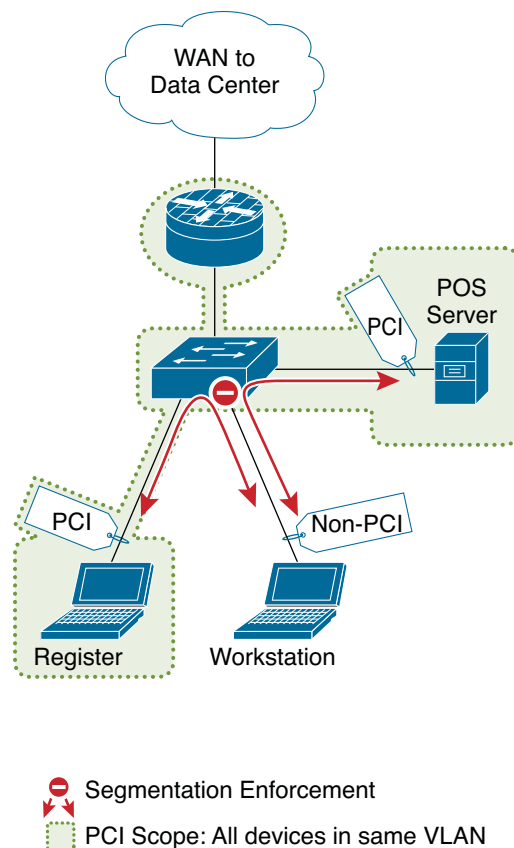 WAN to
Data Center
POS
Server
PCI
PCI
Non-PCI
Register
Workstation
Segmentation Enforcement
PCI Scope: All devices in same VLAN